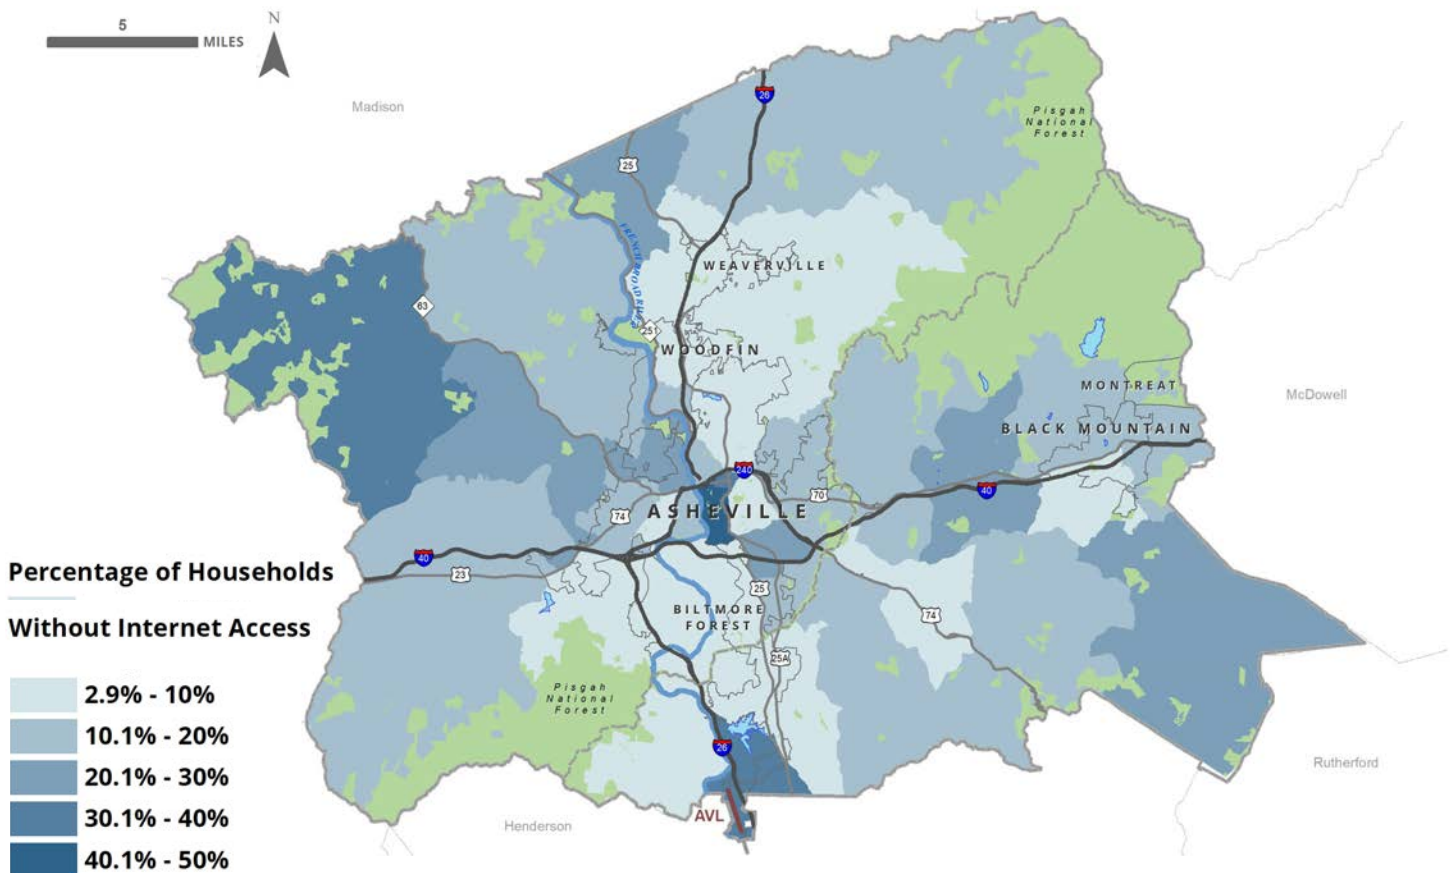 5
MILES
N
Madison
26
Pisgah
National
Forest
25
FRENCH BROAD RIVER
WEAVERVILLE
63
251
WOODFIN
MONTREAT
McDowell
BLACK MOUNTAIN
240
40
70
ASHEVILLE
74
40
23
Percentage of Households
Without Internet Access
25
BILTMORE
FOREST
74
25A
2.9% - 10%
Pisgah
National
Forest
10.1% - 20%
26
20.1% - 30%
Rutherford
30.1% - 40%
AVL
Henderson
40.1% - 50%